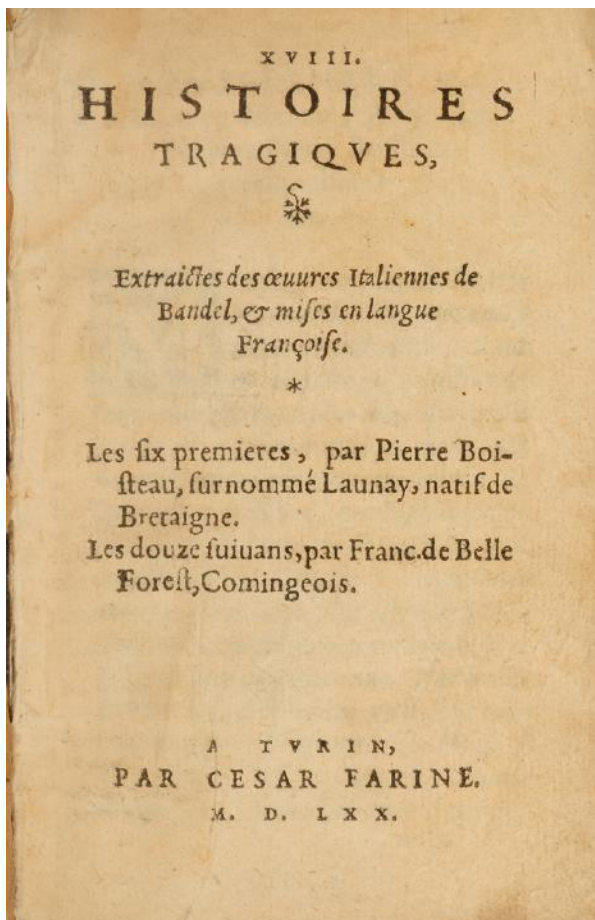 XVIII.
HISTOIRES
TRAGIQVES,
Extraictes des œuures Italiennes de
Bandel, & mises en langue
Françoise.
*
Les six premieres, par Pierre Boi-
steau, surnommé Launay, natif de
Bretaigne.
Les douze suiuans, par Franc. de Belle
Forest, Comingeois.
A TVRIN,
PAR CESAR FARINE.
M. D. LXX.